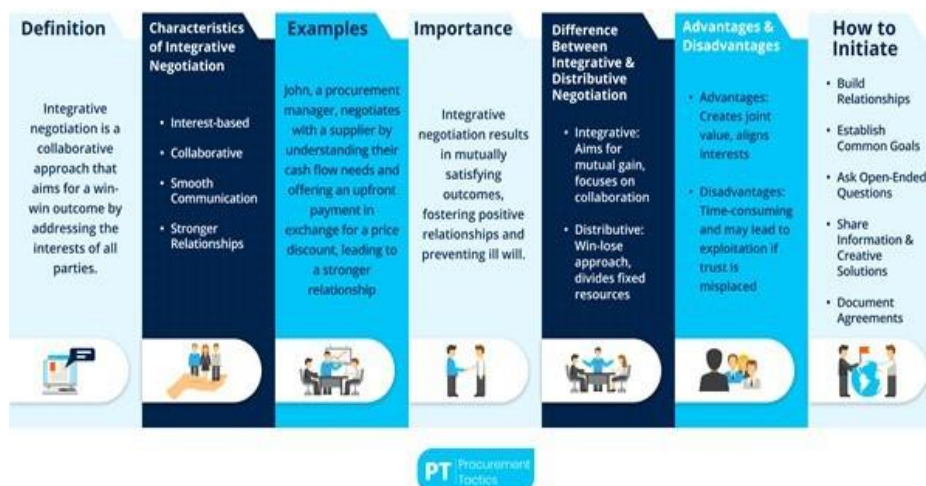 Definition
Integrative
negotiation is a
collaborative
approach that
aims for a win-
win outcome by
addressing the
interests of all
parties.
Characteristics
of Integrative
Negotiation
• Interest-based
• Collaborative
• Smooth
Communication
• Stronger
Relationships
Examples
John, a procurement
manager, negotiates
with a supplier by
understanding their
cash flow needs and
offering an upfront
payment in
exchange for a price
discount, leading to
a stronger
relationship
Importance
Integrative
negotiation results
in mutually
satisfying
outcomes,
fostering positive
relationships and
preventing ill will.
Difference
Between
Integrative &
Distributive
Negotiation
• Integrative:
Aims for
mutual gain,
focuses on
collaboration
• Distributive:
Win-lose
approach,
divides fixed
resources
Advantages &
Disadvantages
• Advantages:
Creates joint
value, aligns
interests
• Disadvantages:
Time-consuming
and may lead to
exploitation if
trust is
misplaced
How to
Initiate
• Build
Relationships
• Establish
Common Goals
• Ask Open-Ended
Questions
• Share
Information &
Creative
Solutions
• Document
Agreements
PT Procurement
Tactics